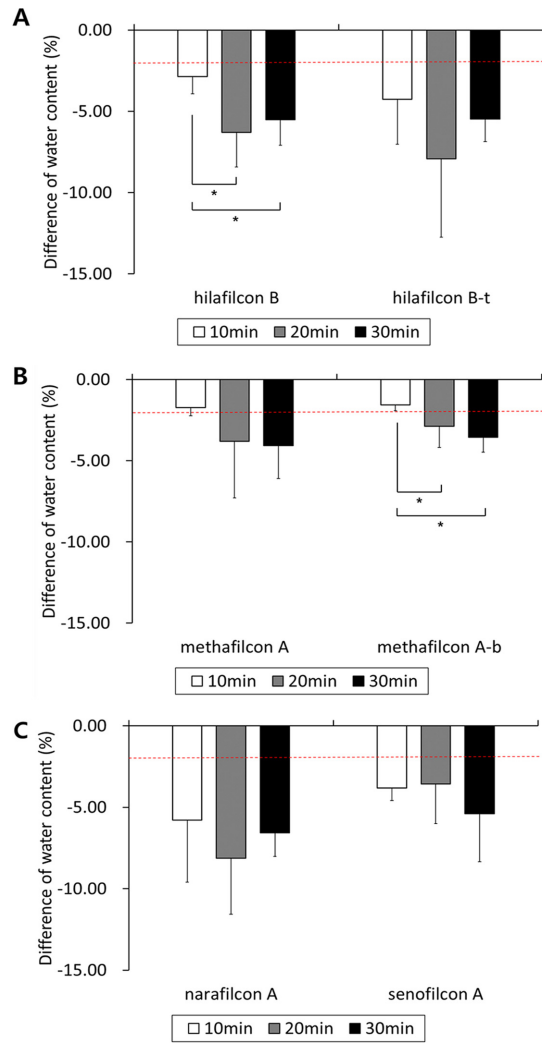 A
Difference of water content (%)
0.00
-5.00
-10.00
-15.00
*
*
hilafilcon B
hilafilcon B-t
10min 20min 30min
B
Difference of water content (%)
0.00
-5.00
-10.00
-15.00
*
*
methafilcon A
methafilcon A-b
10min 20min 30min
C
Difference of water content (%)
0.00
-5.00
-10.00
-15.00
narafilcon A
senofilcon A
10min 20min 30min